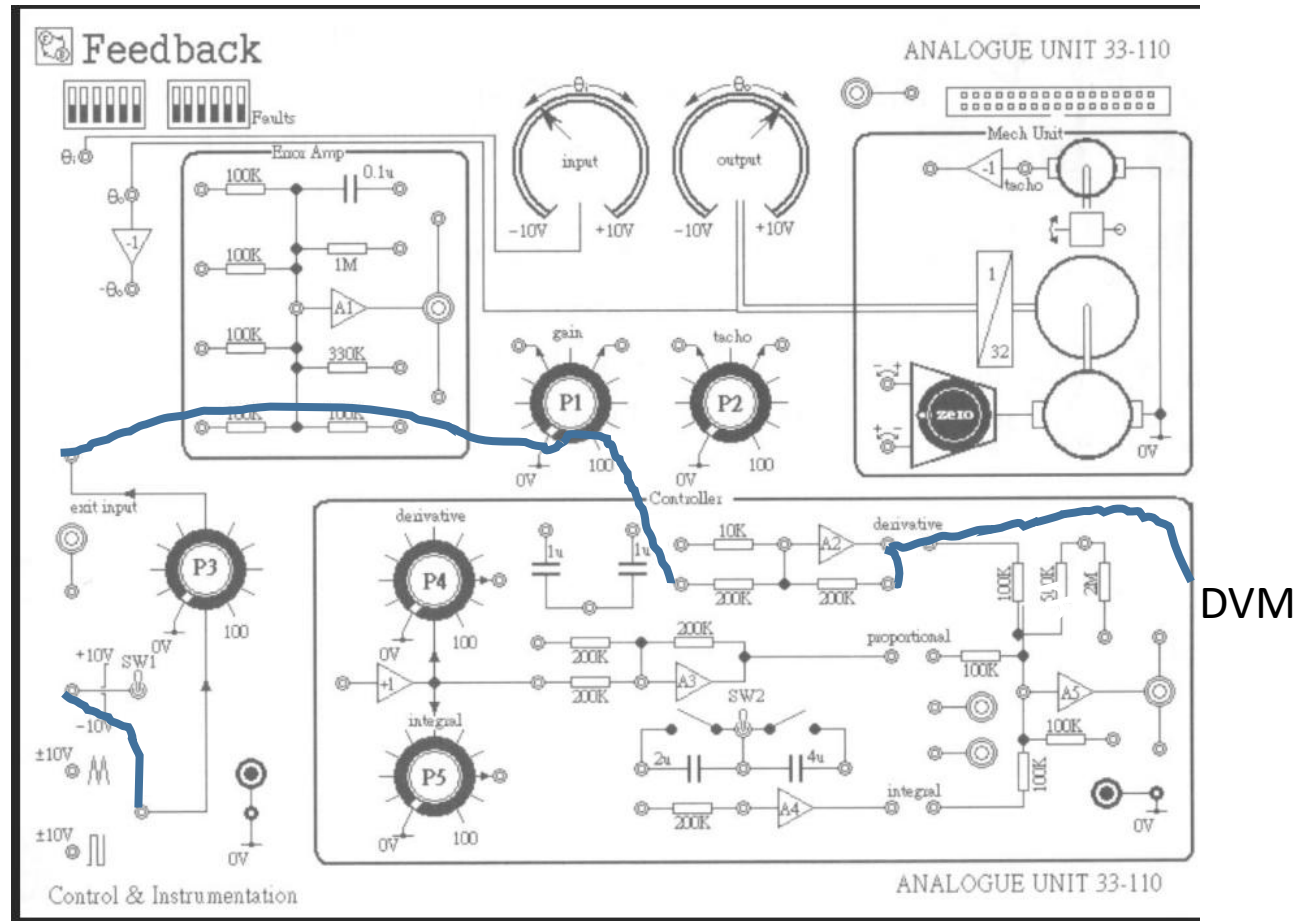 Feedback
ANALOGUE UNIT 33-110
Faults
θi
θo
input
output
Mech Unit
θi
Error Amp
100K
0.1u
-10V
+10V
-10V
+10V
-1
tacho
θo
-1
1M
100K
-θo
A1
1
32
100K
330K
gain
tacho
P1
P2
zero
- +
+ -
100K
100K
0V
100
0V
100
0V
exit input
Controller
derivative
1u
1u
10K
A2
derivative
P3
P4
200K
200K
100K
2M
DVM
0V
100
0V
100
200K
proportional
+10V
SW1
200K
100K
+1
200K
A3
A5
-10V
integral
SW2
100K
±10V
P5
2u
4u
100K
integral
200K
A4
±10V
0V
0V
100
0V
Control & Instrumentation
ANALOGUE UNIT 33-110